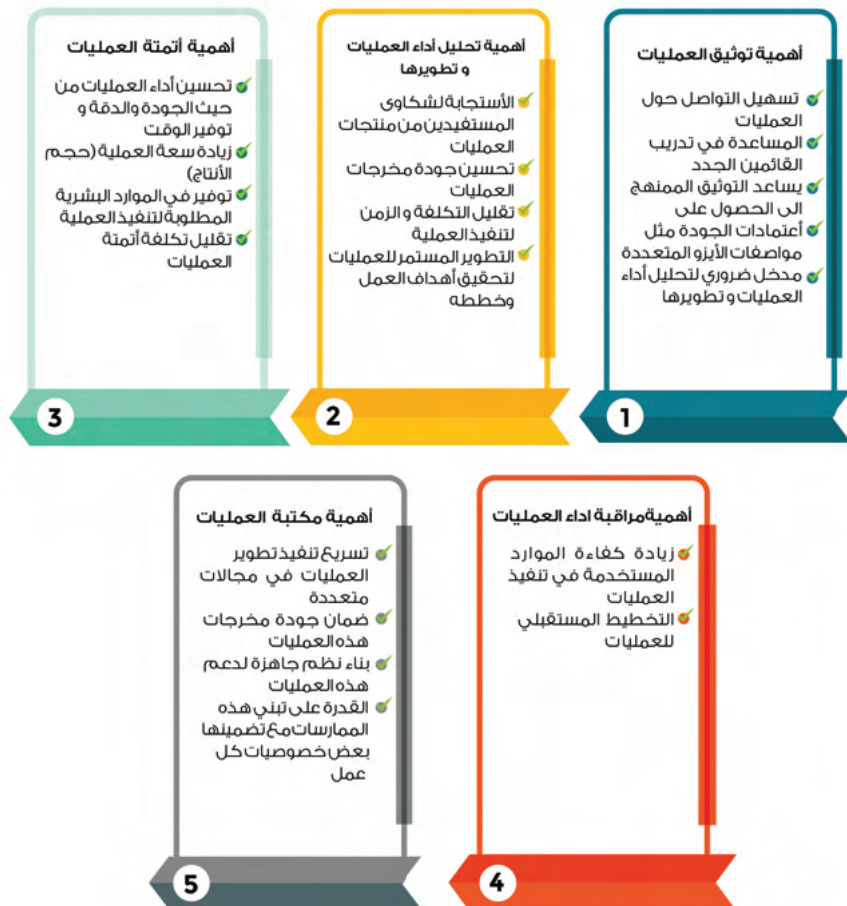 أهمية توثيق العمليات
تسهيل التواصل حول
العمليات
المساعدة في تدريب
القائمين الجدد
يساعد التوثيق الممنهج
الى الحصول على
أعتمادات الجودة مثل
مواصفات الأيزو المتعددة
مدخل ضروري لتحليل أداء
العمليات و تطويرها
1
أهمية تحليل أداء العمليات
و تطويرها
الأستجابة لشكاوى
المستفيدين من منتجات
العمليات
تحسين جودة مخرجات
العمليات
تقليل التكلفة و الزمن
لتنفيذ العملية
التطوير المستمر للعمليات
لتحقيق أهداف العمل
وخططه
2
أهمية أتمتة العمليات
تحسين أداء العمليات من
حيث الجودة والدقة و
توفير الوقت
زيادة سعة العملية (حجم
الأنتاج)
توفير في الموارد البشرية
المطلوبة لتنفيذ العملية
تقليل تكلفة أتمتة
العمليات
3
أهمية مراقبة اداء العمليات
زيادة كفاءة الموارد
المستخدمة في تنفيذ
العمليات
التخطيط المستقبلي
للعمليات
4
أهمية مكتبة العمليات
تسريع تنفيذ تطوير
العمليات في مجالات
متعددة
ضمان جودة مخرجات
هذه العمليات
بناء نظم جاهزة لدعم
هذه العمليات
القدرة على تبني هذه
الممارسات مع تضمينها
بعض خصوصيات كل
عمل
5